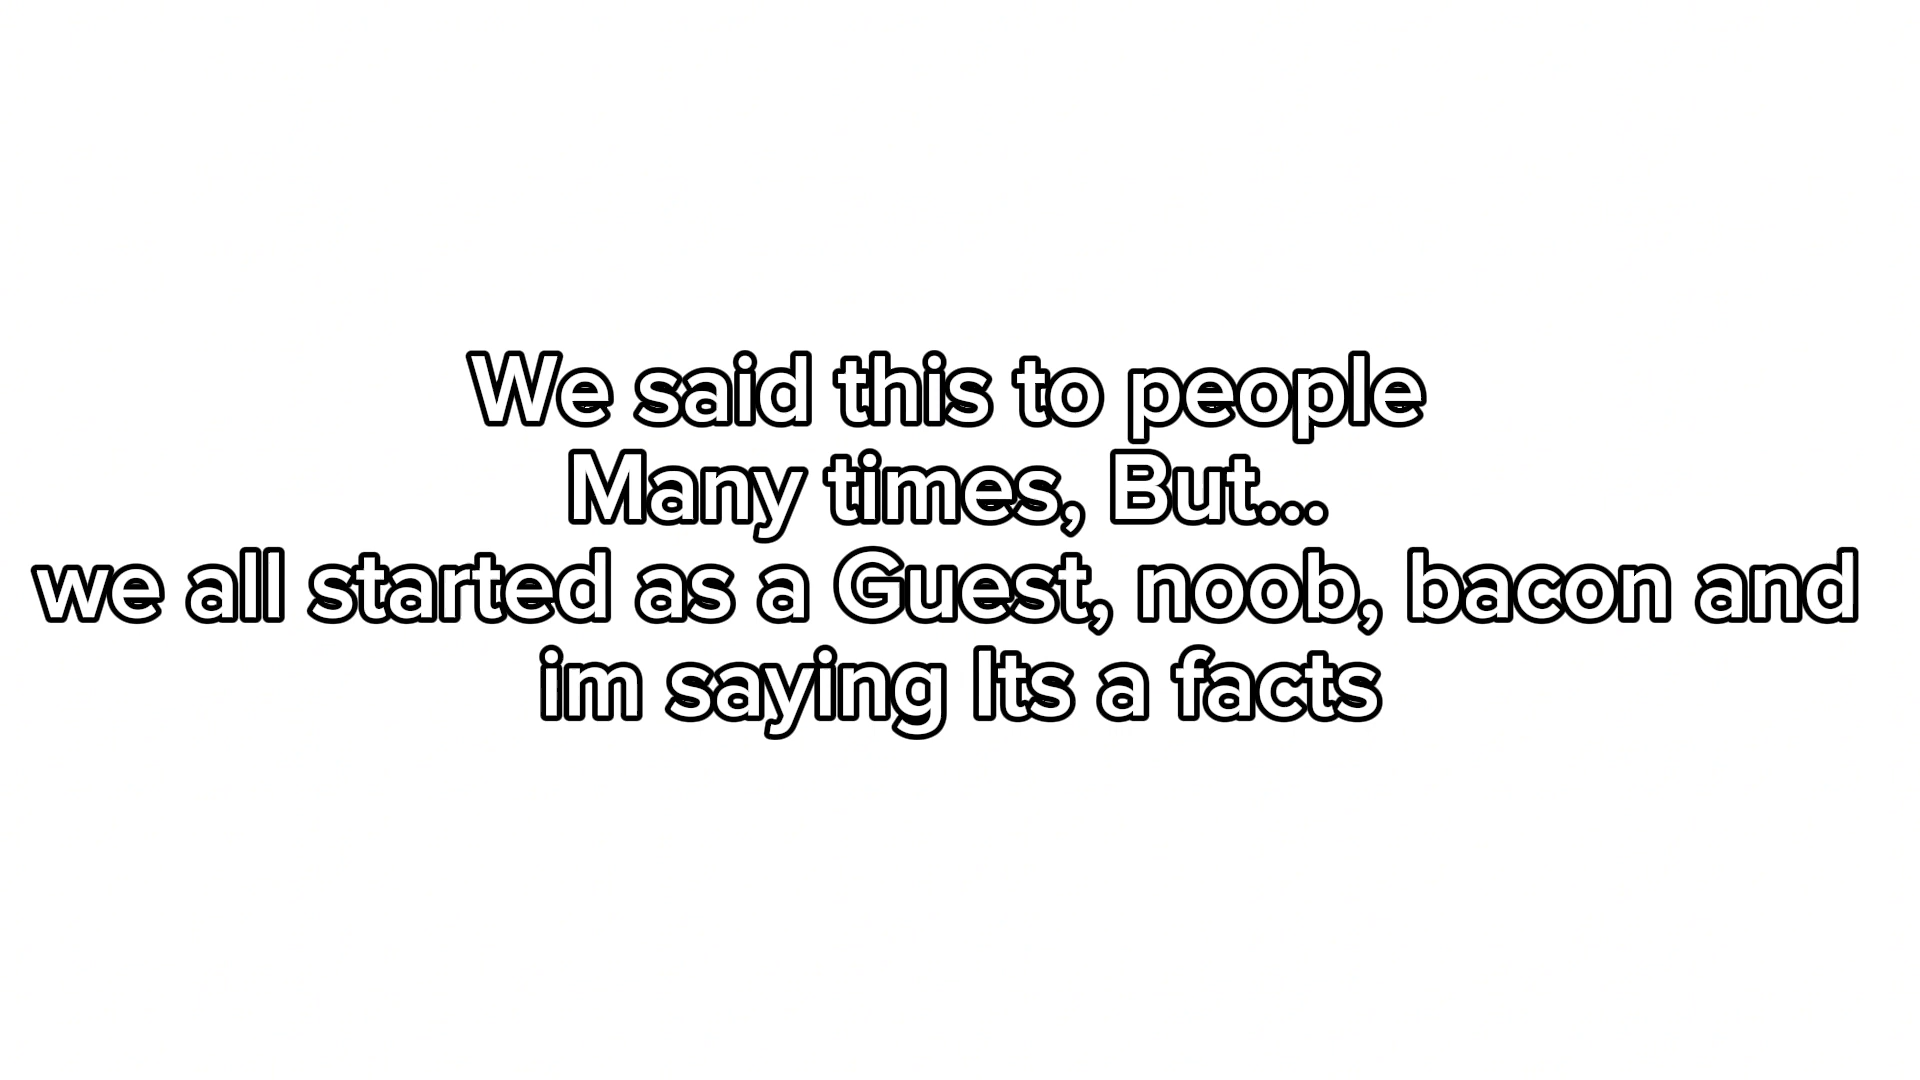 We said this to people
Many times, But...
we all started as a Guest, noob, bacon and
im saying Its a facts